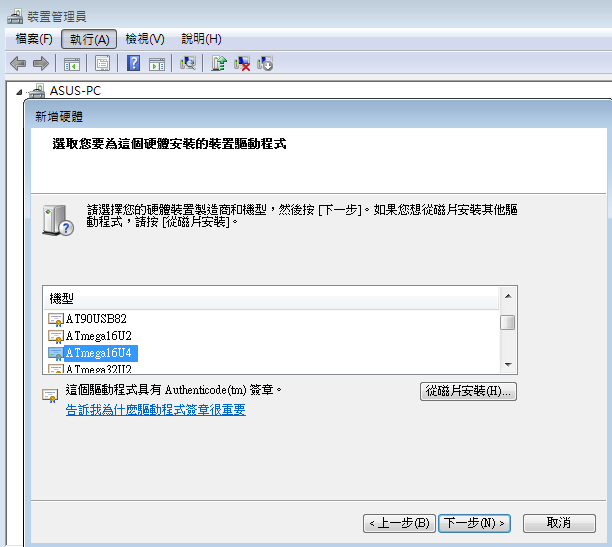 裝置管理員
檔案(F) 執行(A) 檢視(V) 說明(H)
ASUS-PC
新增硬體
選取您要為這個硬體安裝的裝置驅動程式
請選擇您的硬體裝置製造商和機型，然後按 [下一步]。如果您想從磁片安裝其他驅
動程式，請按 [從磁片安裝]。
機型
AT90USB82
ATmega16U2
ATmega16U4
ATmega32U2
這個驅動程式具有 Authenticode(tm) 簽章。
從磁片安裝(H)...
告訴我為什麼驅動程式簽章很重要
< 上一步(B) 下一步(N) > 取消